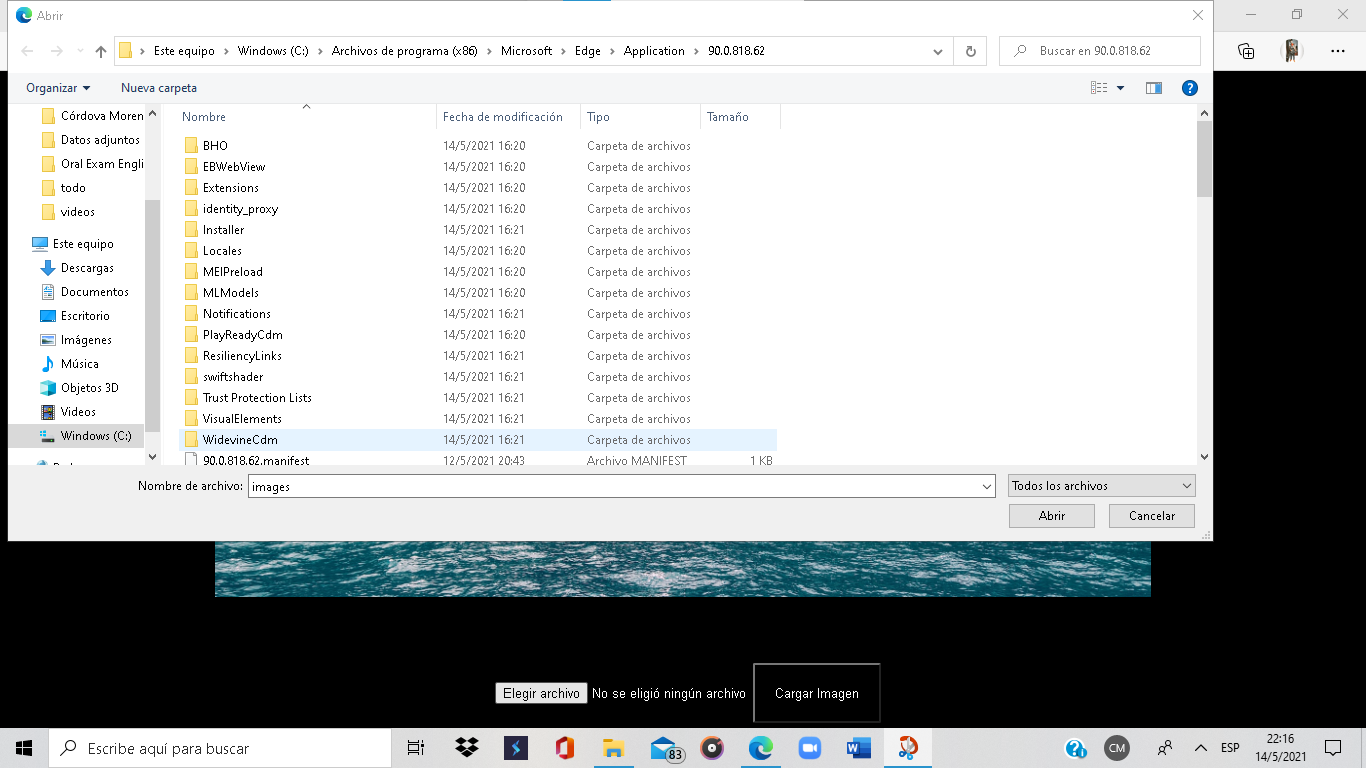 Abrir
Este equipo > Windows (C:) > Archivos de programa (x86) > Microsoft > Edge > Application > 90.0.818.62
Buscar en 90.0.818.62
Organizar
Nueva carpeta
Córdova Moren
Datos adjuntos
Oral Exam Engli
todo
videos
Este equipo
Descargas
Documentos
Escritorio
Imágenes
Música
Objetos 3D
Videos
Windows (C:)
Nombre Fecha de modificación Tipo Tamaño
BHO 14/5/2021 16:20 Carpeta de archivos
EBWebView 14/5/2021 16:20 Carpeta de archivos
Extensions 14/5/2021 16:20 Carpeta de archivos
identity_proxy 14/5/2021 16:20 Carpeta de archivos
Installer 14/5/2021 16:21 Carpeta de archivos
Locales 14/5/2021 16:20 Carpeta de archivos
MEIPreload 14/5/2021 16:20 Carpeta de archivos
MLModels 14/5/2021 16:20 Carpeta de archivos
Notifications 14/5/2021 16:21 Carpeta de archivos
PlayReadyCdm 14/5/2021 16:20 Carpeta de archivos
ResiliencyLinks 14/5/2021 16:21 Carpeta de archivos
swiftshader 14/5/2021 16:21 Carpeta de archivos
Trust Protection Lists 14/5/2021 16:21 Carpeta de archivos
VisualElements 14/5/2021 16:21 Carpeta de archivos
WidevineCdm 14/5/2021 16:21 Carpeta de archivos
90.0.818.62.manifest 12/5/2021 20:43 Archivo MANIFEST 1 KB
Nombre de archivo: images
Todos los archivos
Abrir
Cancelar
Elegir archivo No se eligió ningún archivo
Cargar Imagen
Escribe aquí para buscar
83
CM
ESP
22:16
14/5/2021